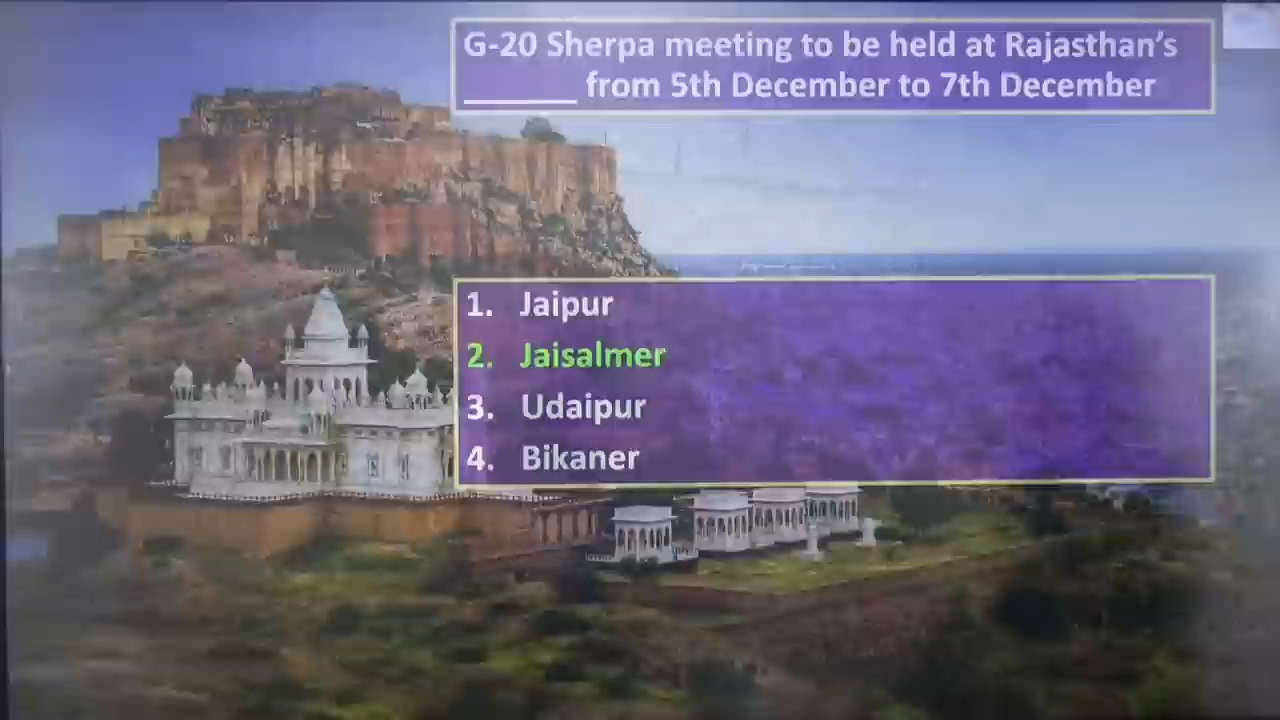 G-20 Sherpa meeting to be held at Rajasthan’s
_______ from 5th December to 7th December
1. Jaipur
2. Jaisalmer
3. Udaipur
4. Bikaner